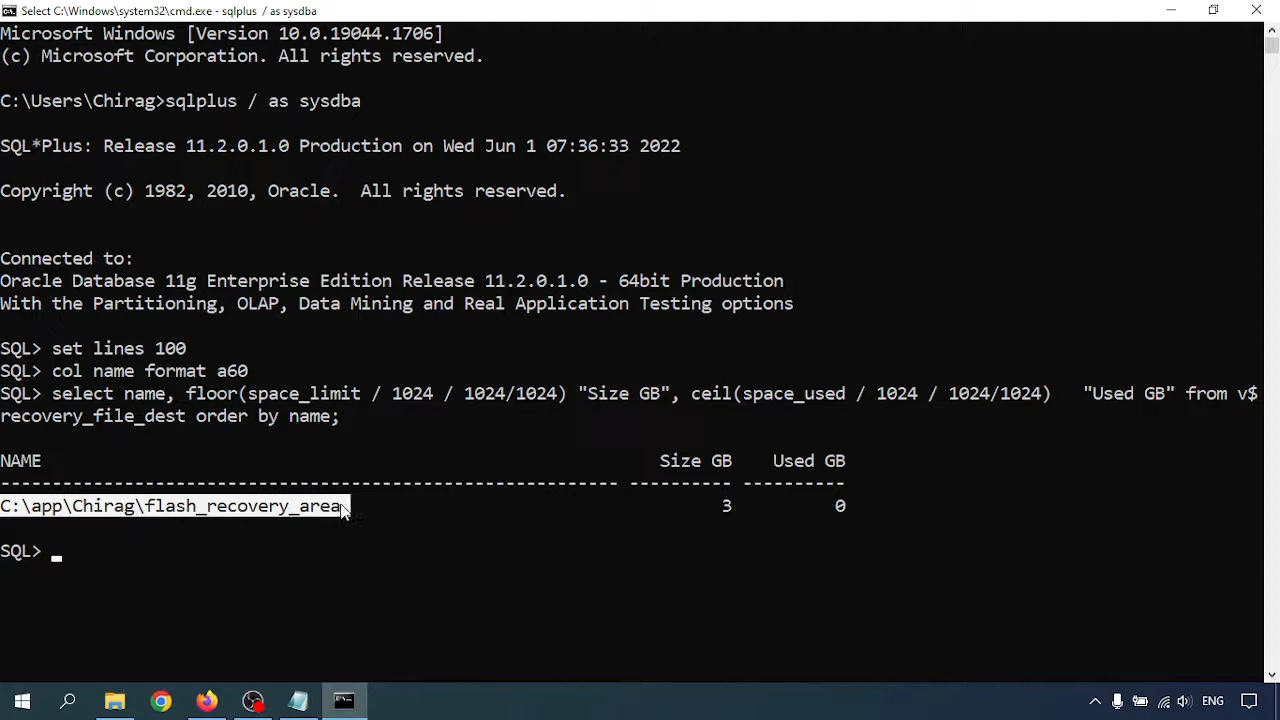 Select C:\Windows\system32\cmd.exe - sqlplus / as sysdba
Microsoft Windows [Version 10.0.19044.1706]
(c) Microsoft Corporation. All rights reserved.
C:\Users\Chirag>sqlplus / as sysdba
SQL*Plus: Release 11.2.0.1.0 Production on Wed Jun 1 07:36:33 2022
Copyright (c) 1982, 2010, Oracle.  All rights reserved.
Connected to:
Oracle Database 11g Enterprise Edition Release 11.2.0.1.0 - 64bit Production
With the Partitioning, OLAP, Data Mining and Real Application Testing options
SQL> set lines 100
SQL> col name format a60
SQL> select name, floor(space_limit / 1024 / 1024/1024) "Size GB", ceil(space_used / 1024 / 1024/1024)   "Used GB" from v$
recovery_file_dest order by name;
NAME                                                            Size GB    Used GB
------------------------------------------------------------ ---------- ----------
C:\app\Chirag\flash_recovery_area                                     3          0
SQL>
ENG